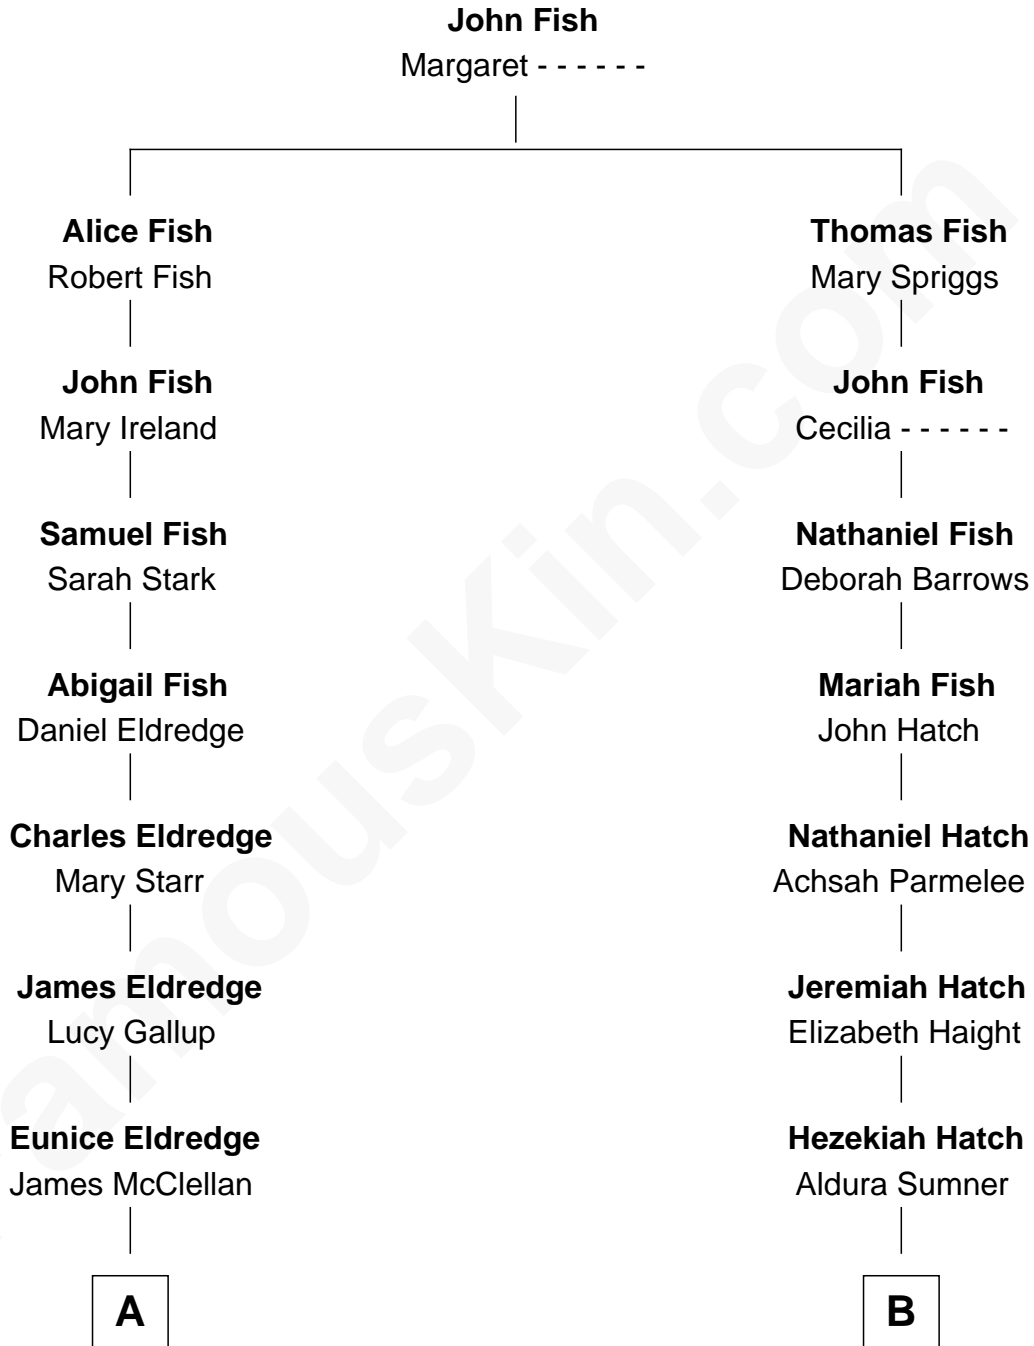 John Fish
Margaret - - - - - -
Alice Fish
Robert Fish
Thomas Fish
Mary Spriggs
John Fish
Mary Ireland
John Fish
Cecilia - - - - - -
Samuel Fish
Sarah Stark
Nathaniel Fish
Deborah Barrows
Abigail Fish
Daniel Eldredge
Mariah Fish
John Hatch
Charles Eldredge
Mary Starr
Nathaniel Hatch
Achsah Parmelee
James Eldredge
Lucy Gallup
Jeremiah Hatch
Elizabeth Haight
Eunice Eldredge
James McClellan
Hezekiah Hatch
Aldura Sumner
A
B
amouskin.com